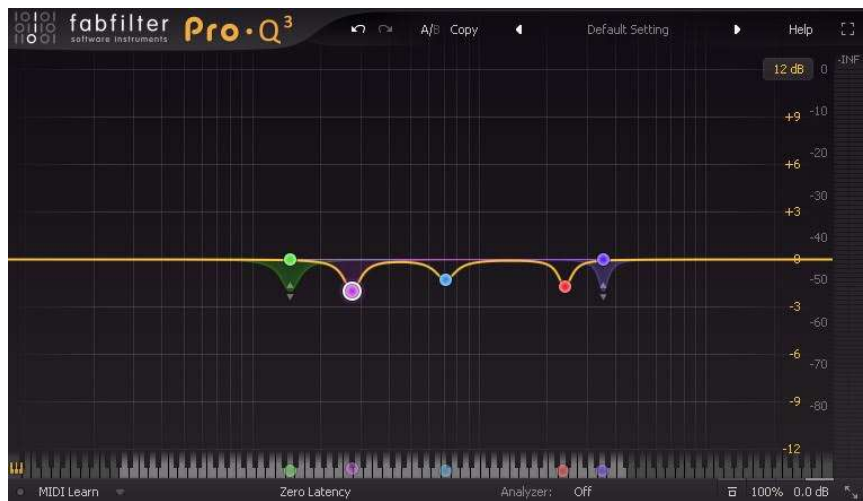 fabfilter Pro·Q3
software instruments
A/B Copy Default Setting Help
-INF
12 dB 0
+9 -10
+6 -20
-30
+3
-40
0
-50
-3
-60
-6
-70
-9 -80
-12
MIDI Learn Zero Latency Analyzer: Off 100% 0.0 dB